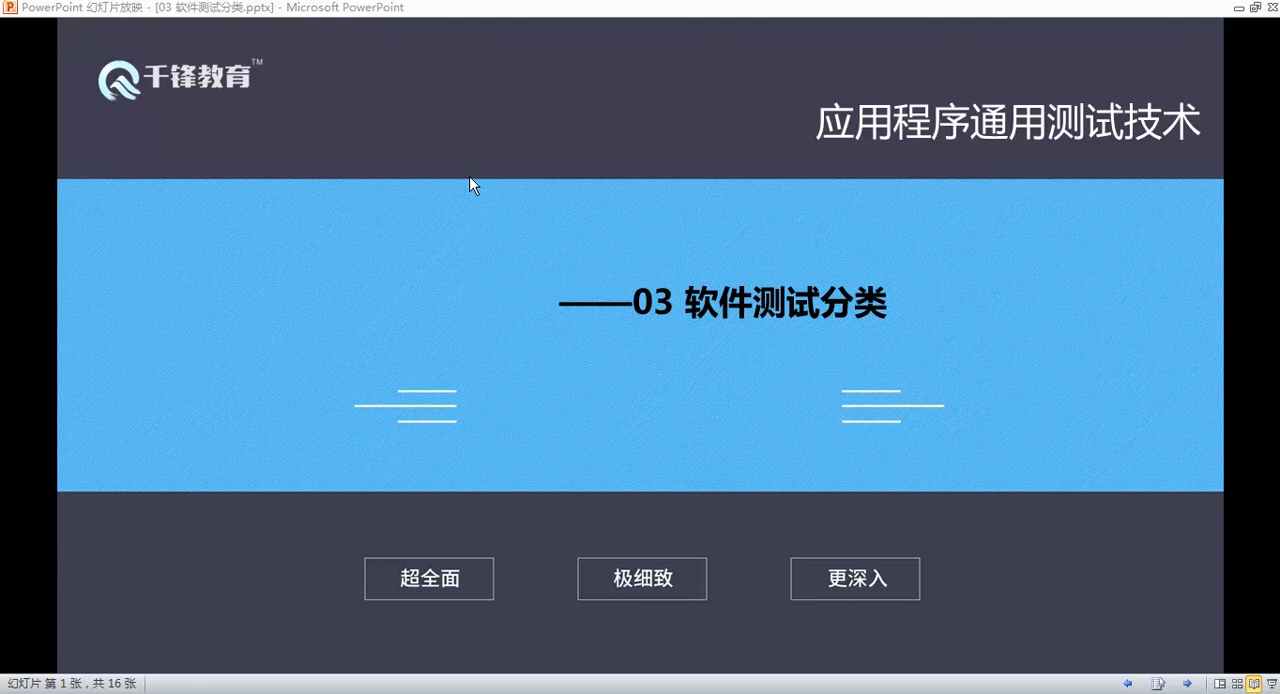 PowerPoint 幻灯片放映 - [03 软件测试分类.pptx] - Microsoft PowerPoint
千锋教育™
应用程序通用测试技术
——03 软件测试分类
超全面
极细致
更深入
幻灯片 第 1 张，共 16 张